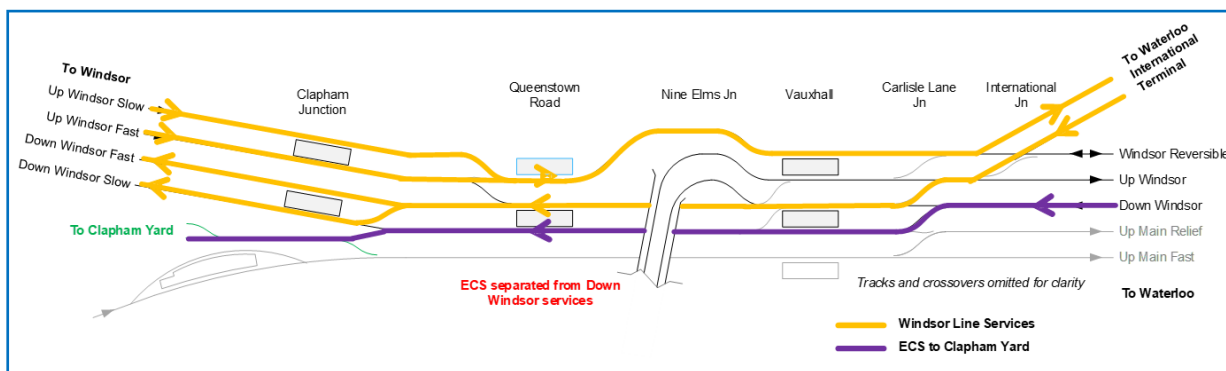 To Windsor
Up Windsor Slow
Up Windsor Fast
Down Windsor Fast
Down Windsor Slow
To Clapham Yard
Clapham
Junction
Queenstown
Road
Nine Elms Jn
Vauxhall
Carlisle Lane
Jn
International
Jn
To Waterloo
International
Terminal
Windsor Reversible
Up Windsor
Down Windsor
Up Main Relief
Up Main Fast
To Waterloo
ECS separated from Down
Windsor services
Tracks and crossovers omitted for clarity
Windsor Line Services
ECS to Clapham Yard